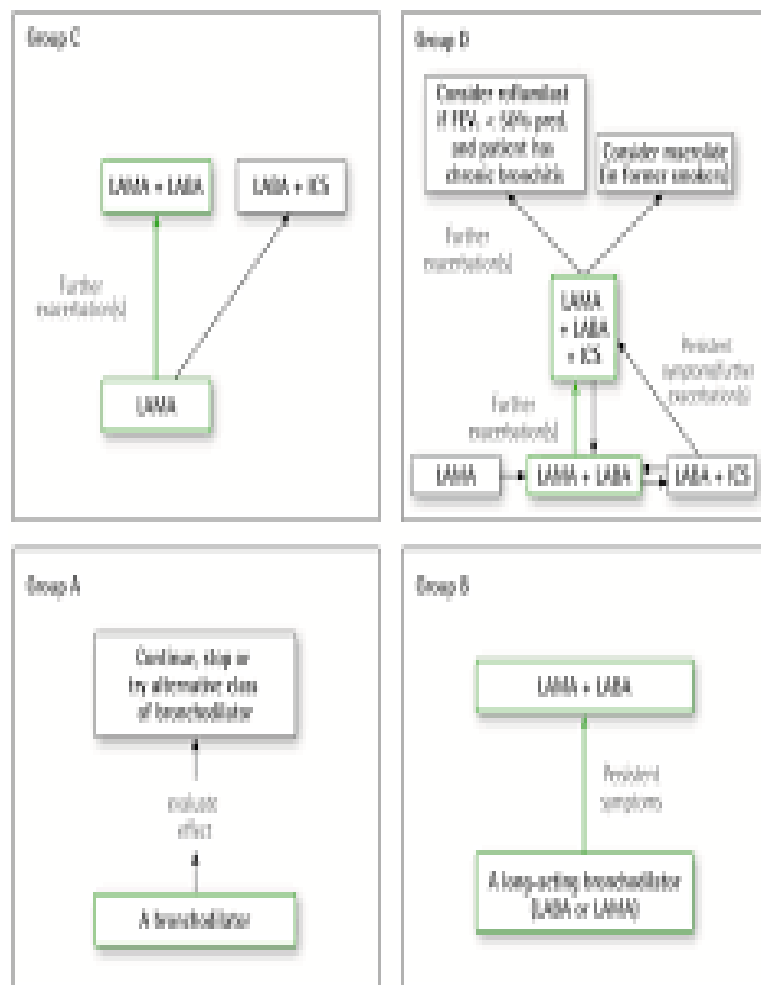 Group C
LAMA + LABA
LABA + ICS
Further
exacerbation(s)
LAMA
Group D
Consider roflumilast
if FEV₁ < 50% pred.
and patient has
chronic bronchitis
Consider macrolide
(in former smokers)
Further
exacerbation(s)
LAMA
+ LABA
+ ICS
Persistent
symptoms/further
exacerbation(s)
Further
exacerbation(s)
LAMA
LAMA + LABA
LABA + ICS
Group A
Continue, stop or
try alternative class
of bronchodilator
evaluate
effect
A bronchodilator
Group B
LAMA + LABA
Persistent
symptoms
A long-acting bronchodilator
(LABA or LAMA)